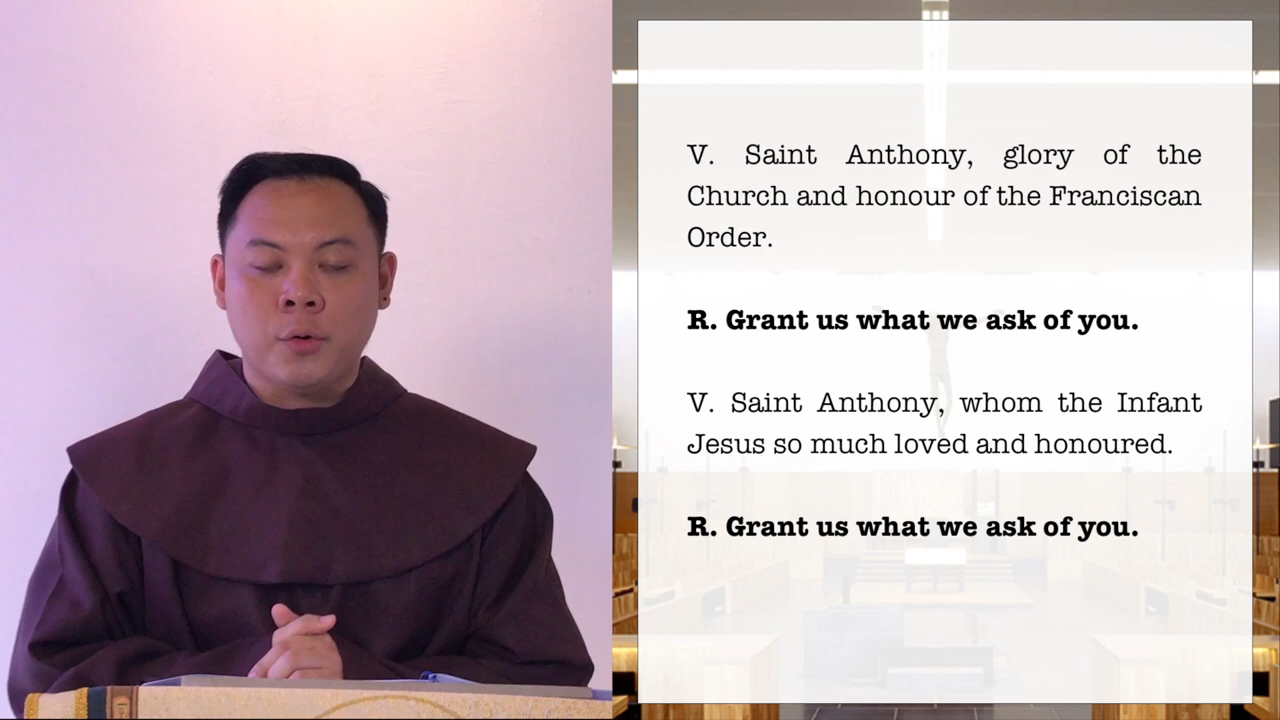 V. Saint Anthony, glory of the
Church and honour of the Franciscan
Order.
R. Grant us what we ask of you.
V. Saint Anthony, whom the Infant
Jesus so much loved and honoured.
R. Grant us what we ask of you.